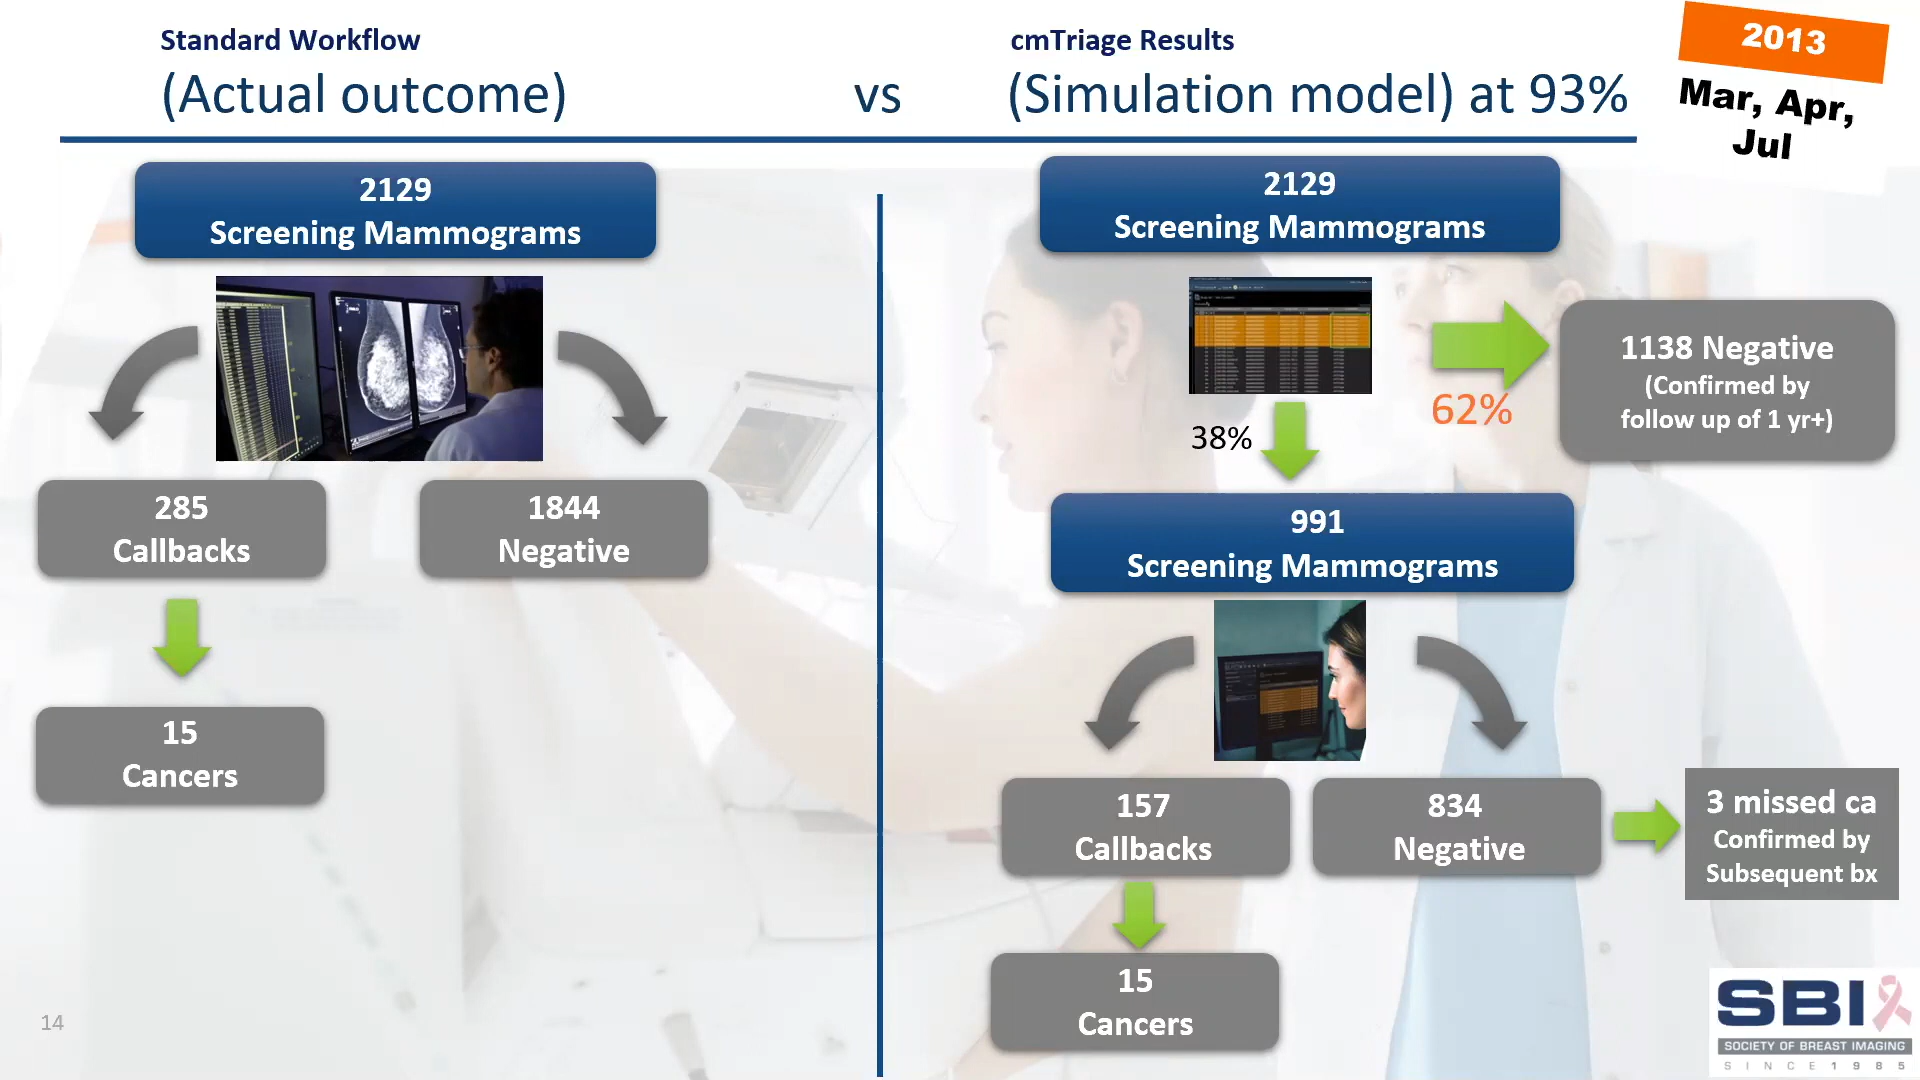 Standard Workflow
(Actual outcome)
vs
cmTriage Results
(Simulation model) at 93%
2013
Mar, Apr,
Jul
2129
Screening Mammograms
285
Callbacks
1844
Negative
15
Cancers
2129
Screening Mammograms
62%
1138 Negative
(Confirmed by
follow up of 1 yr+)
38%
991
Screening Mammograms
157
Callbacks
834
Negative
3 missed ca
Confirmed by
Subsequent bx
15
Cancers
14
SBI
SOCIETY OF BREAST IMAGING
SINCE 1985